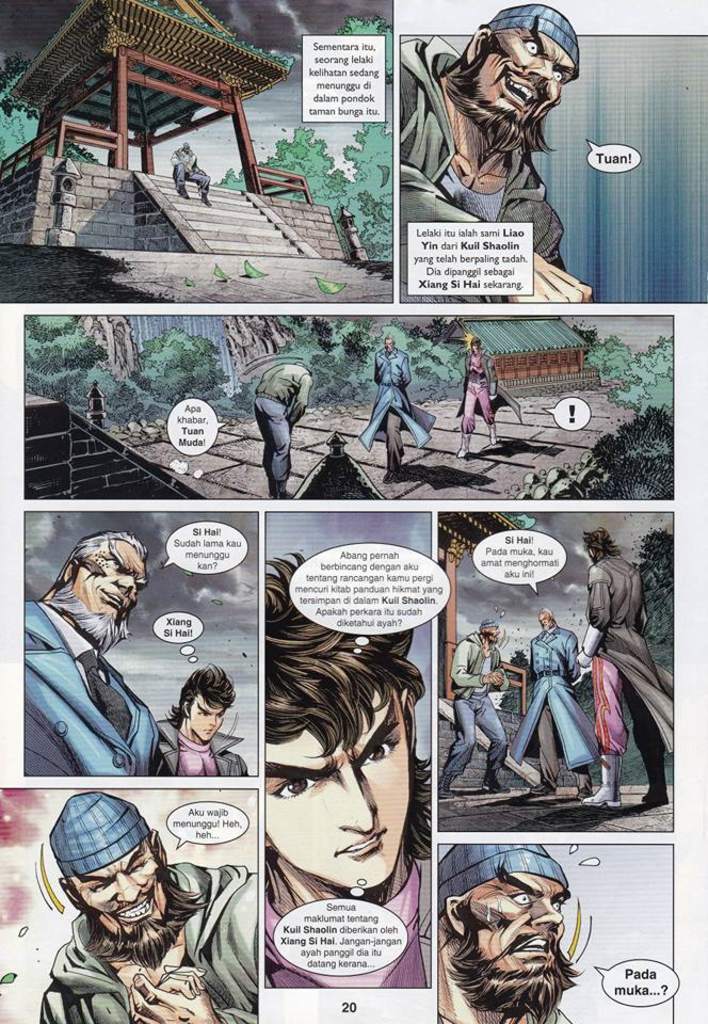 Sementara itu,
seorang lelaki
kelihatan sedang
menunggu di
dalam pondok
taman bunga itu.
Tuan!
Lelaki itu ialah sami Liao
Yin dari Kuil Shaolin
yang telah berpaling tadah.
Dia dipanggil sebagai
Xiang Si Hai sekarang.
Apa
khabar,
Tuan
Muda!
!
Si Hai!
Sudah lama kau
menunggu
kan?
Xiang
Si Hai!
Abang pernah
berbincang dengan aku
tentang rancangan kamu pergi
mencuri kitab panduan hikmat yang
tersimpan di dalam Kuil Shaolin.
Apakah perkara itu sudah
diketahui ayah?
Si Hai!
Pada muka, kau
amat menghormati
aku ini!
Aku wajib
menunggu! Heh,
heh...
Semua
maklumat tentang
Kuil Shaolin diberikan oleh
Xiang Si Hai. Jangan-jangan
ayah panggil dia itu
datang kerana...
Pada
muka...?
20